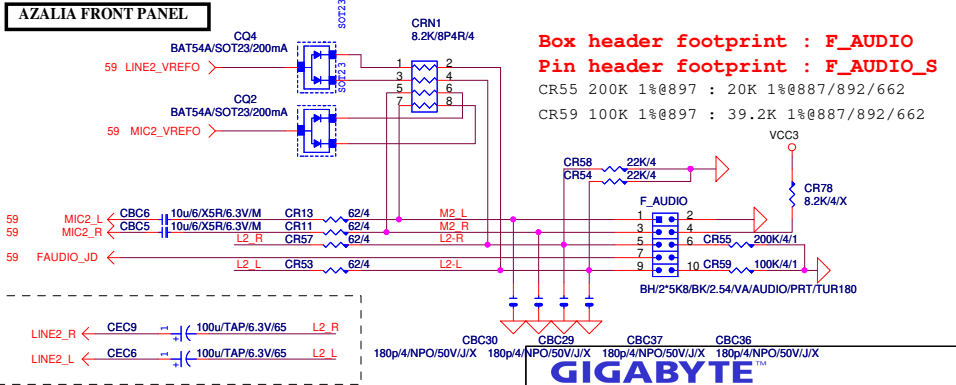 AZALIA FRONT PANEL
SOT23
CQ4
BAT54A/SOT23/200mA
59 LINE2_VREFO
SOT23
CQ2
BAT54A/SOT23/200mA
59 MIC2_VREFO
CRN1
8.2K/8P4R/4
1 2
3 4
5 6
7 8
Box header footprint : F_AUDIO
Pin header footprint : F_AUDIO_S
CR55 200K 1%@897 : 20K 1%@887/892/662
CR59 100K 1%@897 : 39.2K 1%@887/892/662
VCC3
CR58 22K/4
CR54 22K/4
CR78
8.2K/4/X
F_AUDIO
59 MIC2_L CBC6 1 10u/6/X5R/6.3V/M CR13 62/4 M2_L 1 2
59 MIC2_R CBC5 1 10u/6/X5R/6.3V/M CR11 62/4 M2_R 3 4
L2_R CR57 62/4 L2-R 5 6 CR55 200K/4/1
59 FAUDIO_JD 7
L2_L CR53 62/4 L2-L 9 10 CR59 100K/4/1
BH/2*5K8/BK/2.54/VA/AUDIO/PRT/TUR180
LINE2_R CEC9 1 + 100u/TAP/6.3V/65 L2_R
LINE2_L CEC6 1 + 100u/TAP/6.3V/65 L2_L
CBC30 CBC29 CBC37 CBC36
180p/4/NPO/50V/J/X 180p/4/NPO/50V/J/X 180p/4/NPO/50V/J/X 180p/4/NPO/50V/J/X
GIGABYTE™